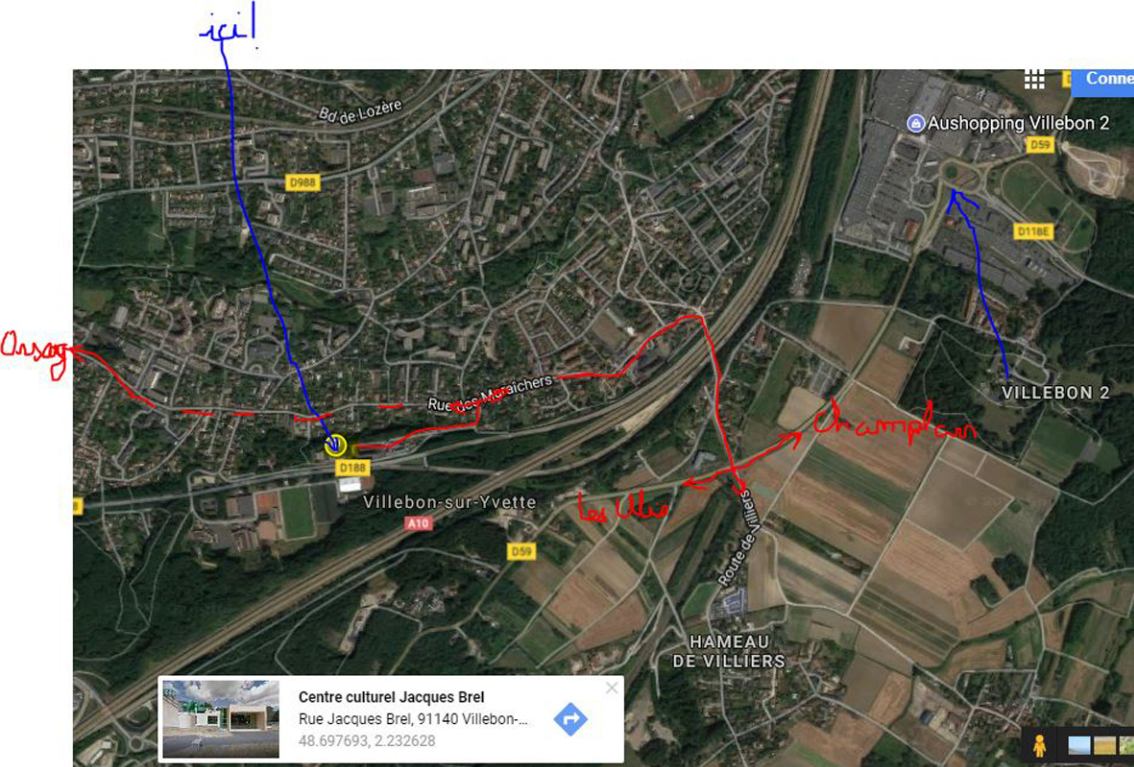 ici!
Bd de Lozère
Conne
Aushopping Villebon 2
D59
D988
D118E
Orsay
Rue des Maraîchers
VILLEBON 2
Champlan
D188
Villebon-sur-Yvette
Les Ulis
A10
Route de Villiers
D59
HAMEAU
DE VILLIERS
Centre culturel Jacques Brel
Rue Jacques Brel, 91140 Villebon-...
48.697693, 2.232628